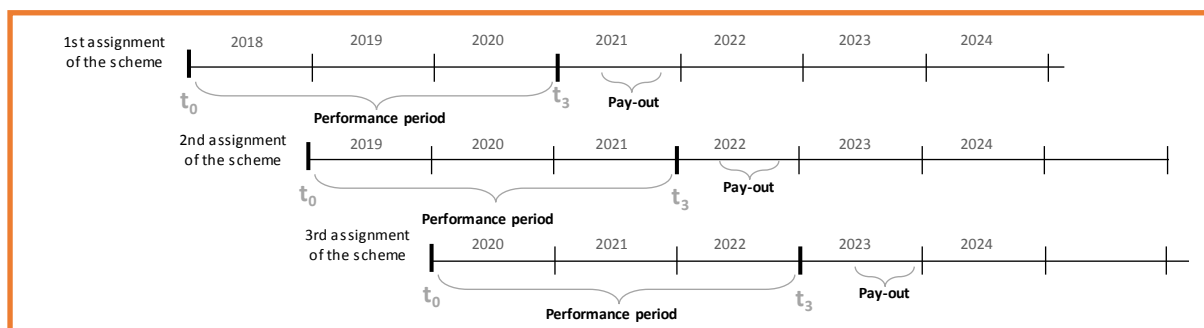 1st assignment
of the scheme
2018 2019 2020 2021 2022 2023 2024
t0 t3
Performance period
Pay-out
2nd assignment
of the scheme
2019 2020 2021 2022 2023 2024
t0 t3
Performance period
Pay-out
3rd assignment
of the scheme
2020 2021 2022 2023 2024
t0 t3
Performance period
Pay-out